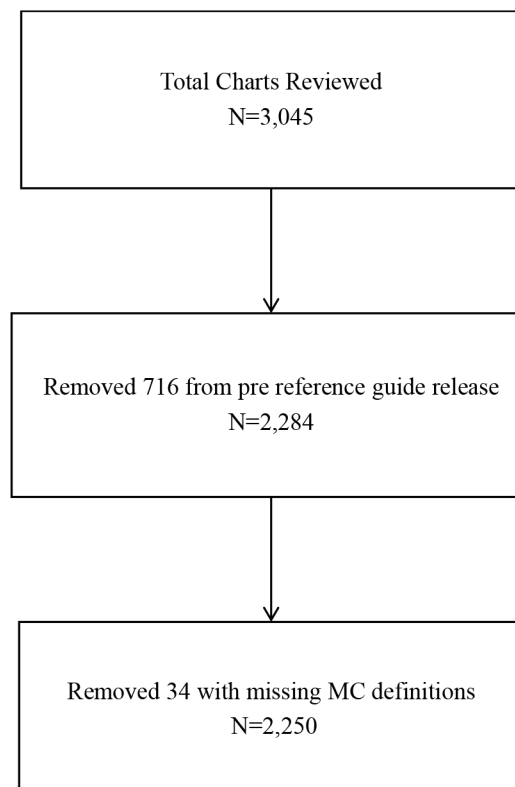 Total Charts Reviewed
N=3,045
Removed 716 from pre reference guide release
N=2,284
Removed 34 with missing MC definitions
N=2,250